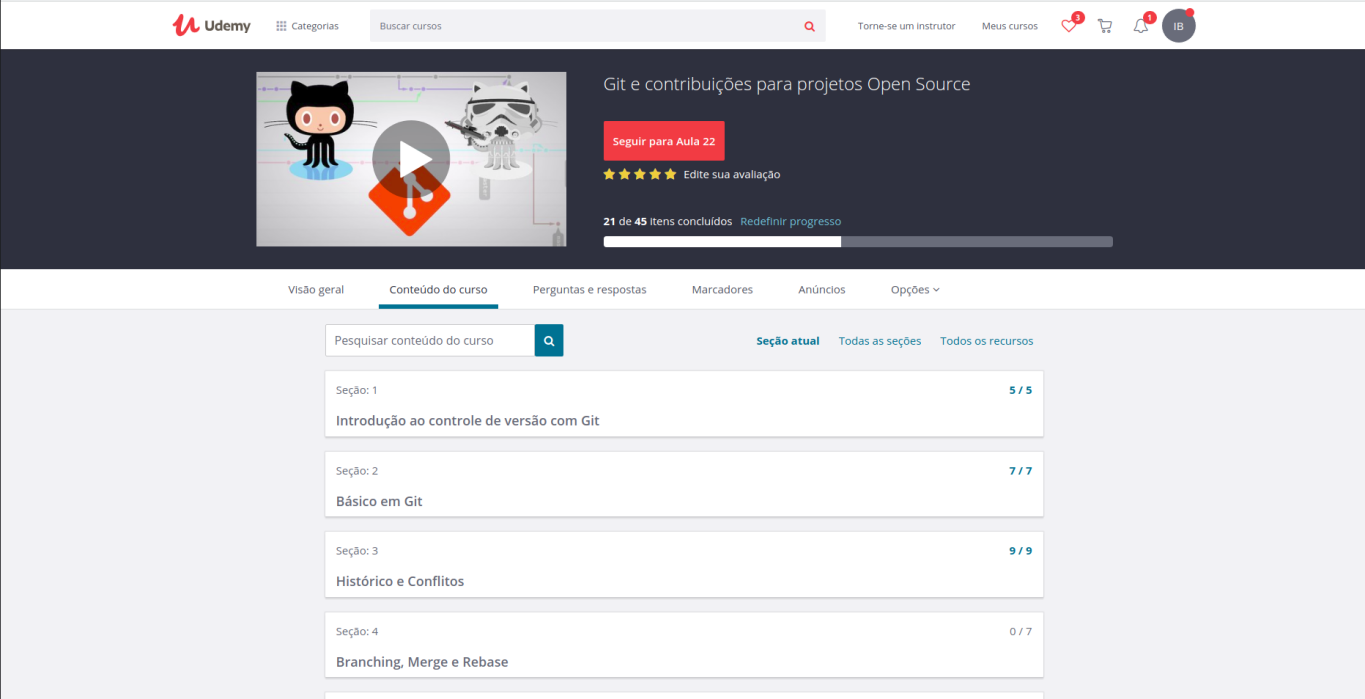 Udemy
Categorias
Buscar cursos
Torne-se um instrutor
Meus cursos
3
1
IB
Git e contribuições para projetos Open Source
Seguir para Aula 22
Edite sua avaliação
21 de 45 itens concluídos Redefinir progresso
Visão geral
Conteúdo do curso
Perguntas e respostas
Marcadores
Anúncios
Opções
Pesquisar conteúdo do curso
Seção atual
Todas as seções
Todos os recursos
Seção: 1
5 / 5
Introdução ao controle de versão com Git
Seção: 2
7 / 7
Básico em Git
Seção: 3
9 / 9
Histórico e Conflitos
Seção: 4
0 / 7
Branching, Merge e Rebase